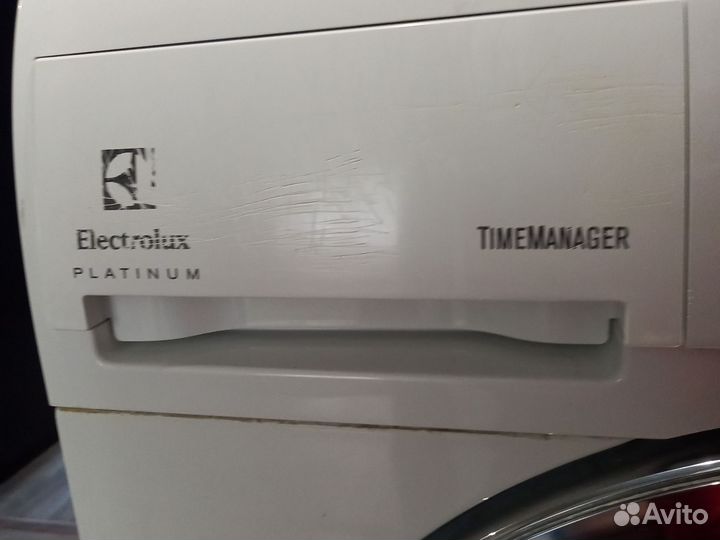 Electrolux
PLATINUM
TIMEMANAGER
Avito